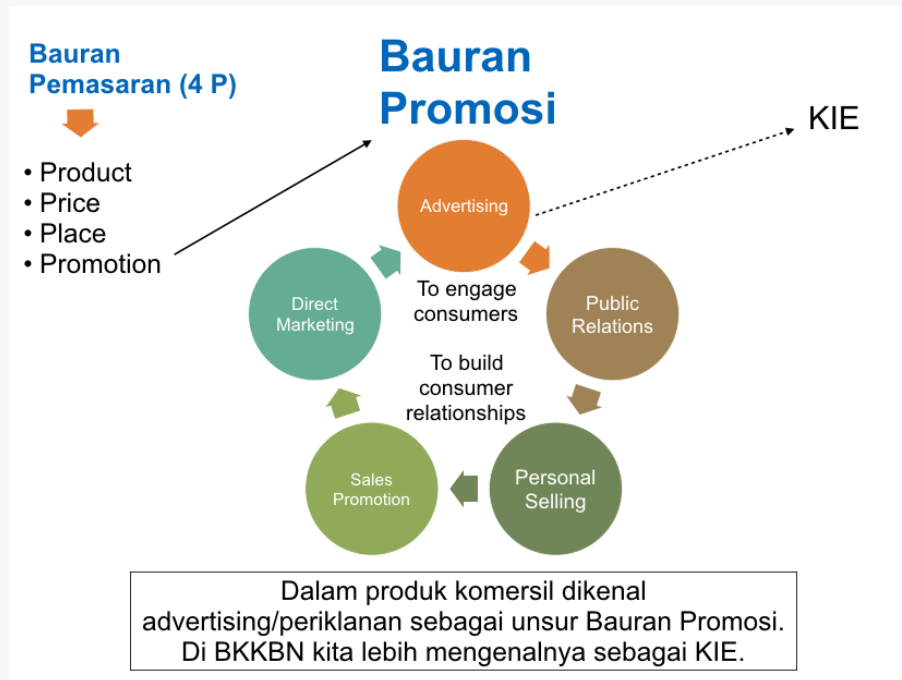 Bauran
Pemasaran (4 P)
• Product
• Price
• Place
• Promotion
Bauran
Promosi
KIE
Advertising
Public
Relations
Personal
Selling
Sales
Promotion
Direct
Marketing
To engage
consumers
To build
consumer
relationships
Dalam produk komersil dikenal
advertising/periklanan sebagai unsur Bauran Promosi.
Di BKKBN kita lebih mengenalnya sebagai KIE.